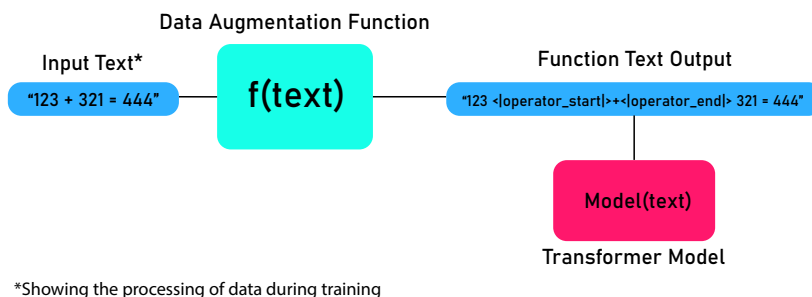 Data Augmentation Function
Input Text*
“123 + 321 = 444”
f(text)
Function Text Output
“123 <|operator_start|>+<|operator_end|> 321 = 444”
Model(text)
Transformer Model
*Showing the processing of data during training